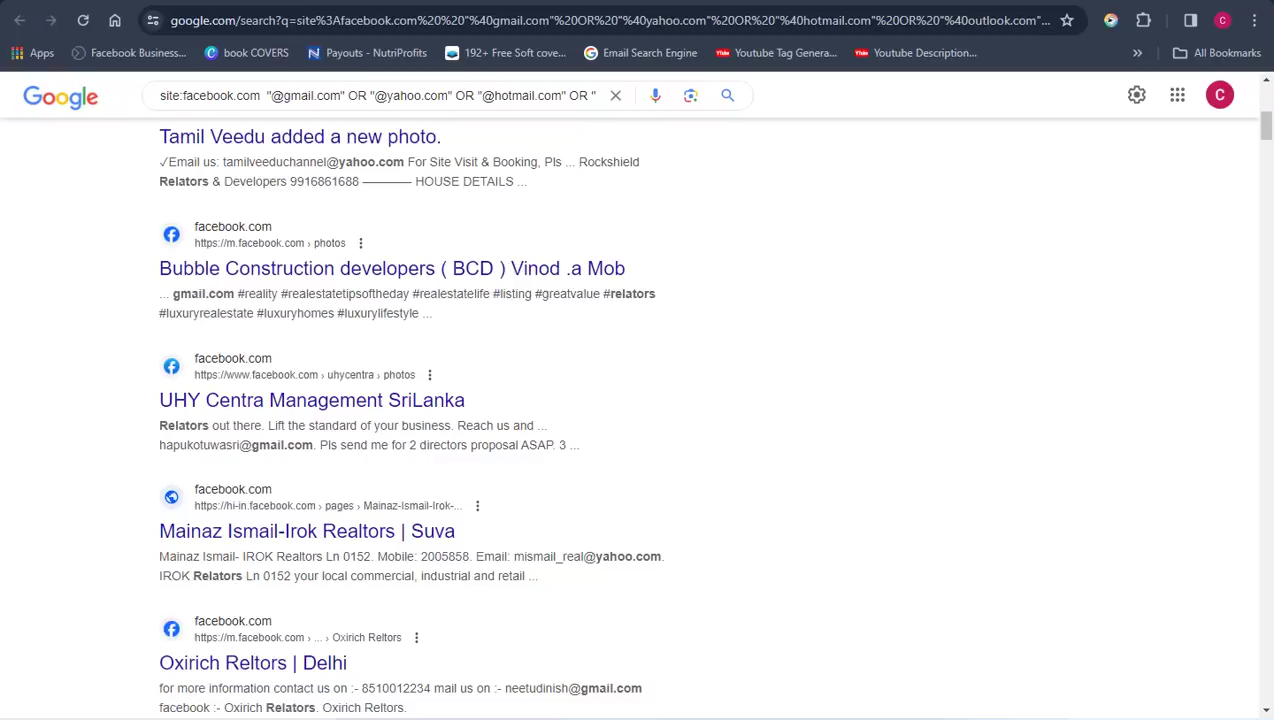 google.com/search?q=site%3Afacebook.com%20%20"%40gmail.com"%20OR%20"%40yahoo.com"%20OR%20"%40hotmail.com"%20OR%20"%40outlook.com"...
C
Apps
Facebook Business...
book COVERS
Payouts - NutriProfits
192+ Free Soft cove...
Email Search Engine
Youtube Tag Genera...
Youtube Description...
»
All Bookmarks
Google
site:facebook.com "@gmail.com" OR "@yahoo.com" OR "@hotmail.com" OR "
C
Tamil Veedu added a new photo.
✓Email us: tamilveeduchannel@yahoo.com For Site Visit & Booking, Pls ... Rockshield
Relators & Developers 9916861688 ———— HOUSE DETAILS ...
facebook.com
https://m.facebook.com › photos
Bubble Construction developers ( BCD ) Vinod .a Mob
... gmail.com #reality #realestatetipsoftheday #realestatelife #listing #greatvalue #relators
#luxuryrealestate #luxuryhomes #luxurylifestyle ...
facebook.com
https://www.facebook.com › uhycentra › photos
UHY Centra Management SriLanka
Relators out there. Lift the standard of your business. Reach us and ...
hapukotuwasri@gmail.com. Pls send me for 2 directors proposal ASAP. 3 ...
facebook.com
https://hi-in.facebook.com › pages › Mainaz-Ismail-Irok-...
Mainaz Ismail-Irok Realtors | Suva
Mainaz Ismail- IROK Realtors Ln 0152. Mobile: 2005858. Email: mismail_real@yahoo.com.
IROK Relators Ln 0152 your local commercial, industrial and retail ...
facebook.com
https://m.facebook.com › ... › Oxirich Reltors
Oxirich Reltors | Delhi
for more information contact us on :- 8510012234 mail us on :- neetudinish@gmail.com
facebook :- Oxirich Relators. Oxirich Reltors.